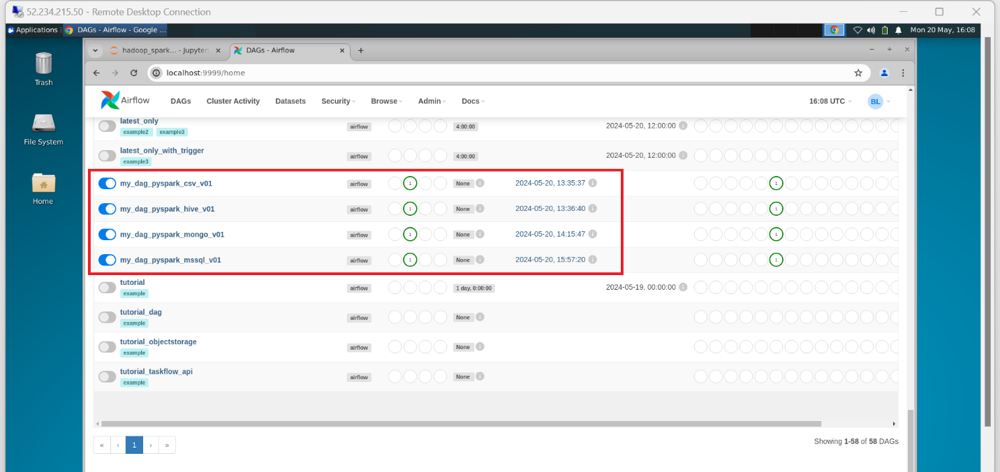 52.234.215.50 - Remote Desktop Connection
Applications DAGs - Airflow - Google ... Mon 20 May, 16:08
hadoop_spark... - Jupyter DAGs - Airflow
localhost:9999/home
Trash
File System
Home
Airflow DAGs Cluster Activity Datasets Security Browse Admin Docs 16:08 UTC BL
latest_only airflow 4:00:00 2024-05-20, 12:00:00
example2 example3
latest_only_with_trigger airflow 4:00:00 2024-05-20, 12:00:00
example3
my_dag_pyspark_csv_v01 airflow 1 None 2024-05-20, 13:35:37 1
my_dag_pyspark_hive_v01 airflow 1 None 2024-05-20, 13:36:40 1
my_dag_pyspark_mongo_v01 airflow 1 None 2024-05-20, 14:15:47 1
my_dag_pyspark_mssql_v01 airflow 1 None 2024-05-20, 15:57:20 1
tutorial airflow 1 day, 0:00:00 2024-05-19, 00:00:00
example
tutorial_dag airflow None
example
tutorial_objectstorage airflow None
example
tutorial_taskflow_api airflow None
example
« ‹ 1 › »
Showing 1-58 of 58 DAGs